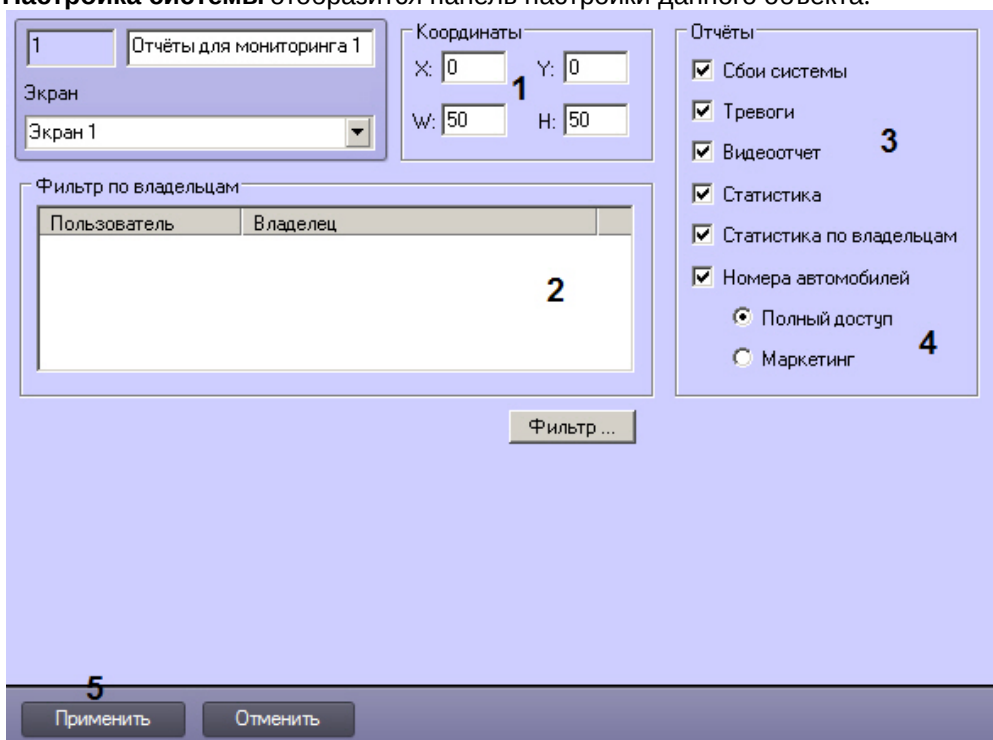 Настройка системы отобразится панель настройки данного объекта.
1
Отчёты для мониторинга 1
Экран
Экран 1
Координаты
X: 0 Y: 0
1
W: 50 H: 50
Фильтр по владельцам
Пользователь Владелец
2
Фильтр ...
Отчёты
Сбои системы
Тревоги
3
Видеоотчет
Статистика
Статистика по владельцам
Номера автомобилей
Полный доступ
4
Маркетинг
5
Применить Отменить